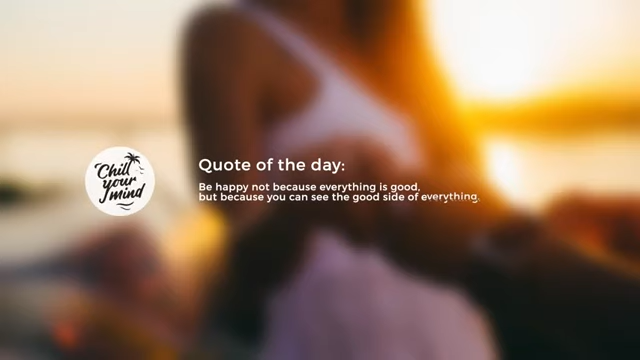 Chill
your
mind
Quote of the day:
Be happy not because everything is good,
but because you can see the good side of everything.